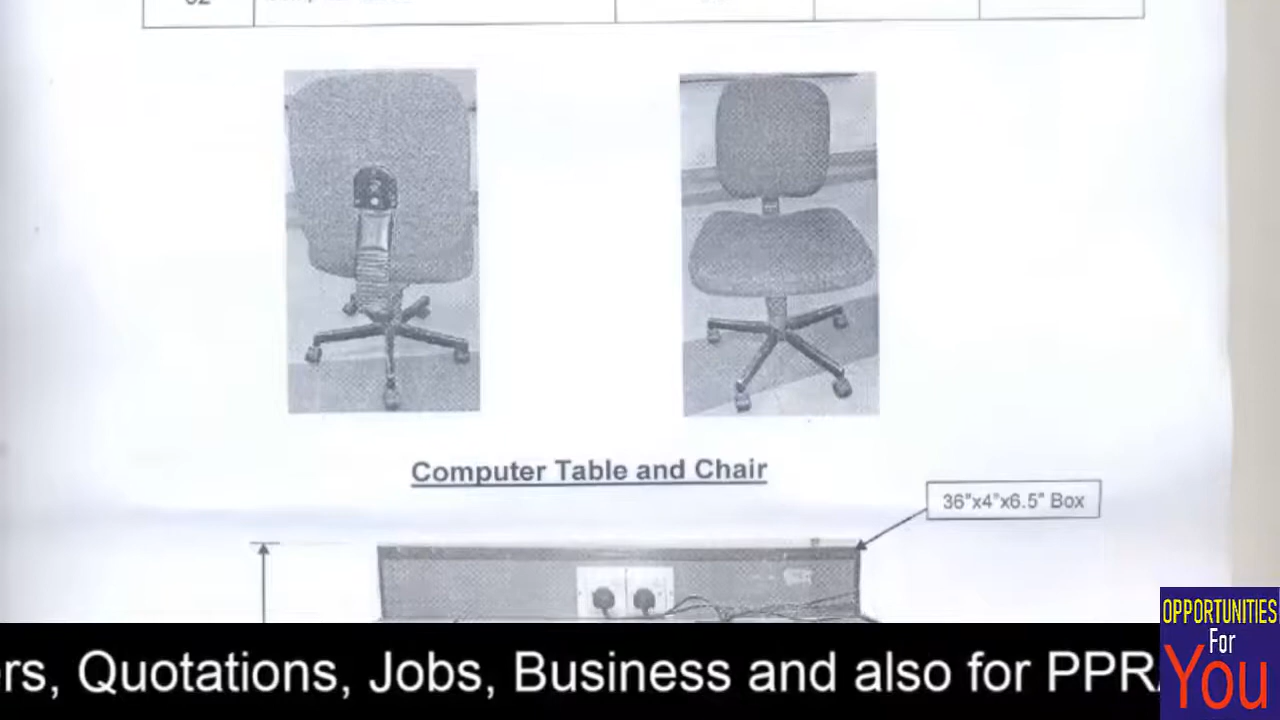 Computer Table and Chair
36"x4"x6.5" Box
OPPORTUNITIES
For
You
rs, Quotations, Jobs, Business and also for PPR